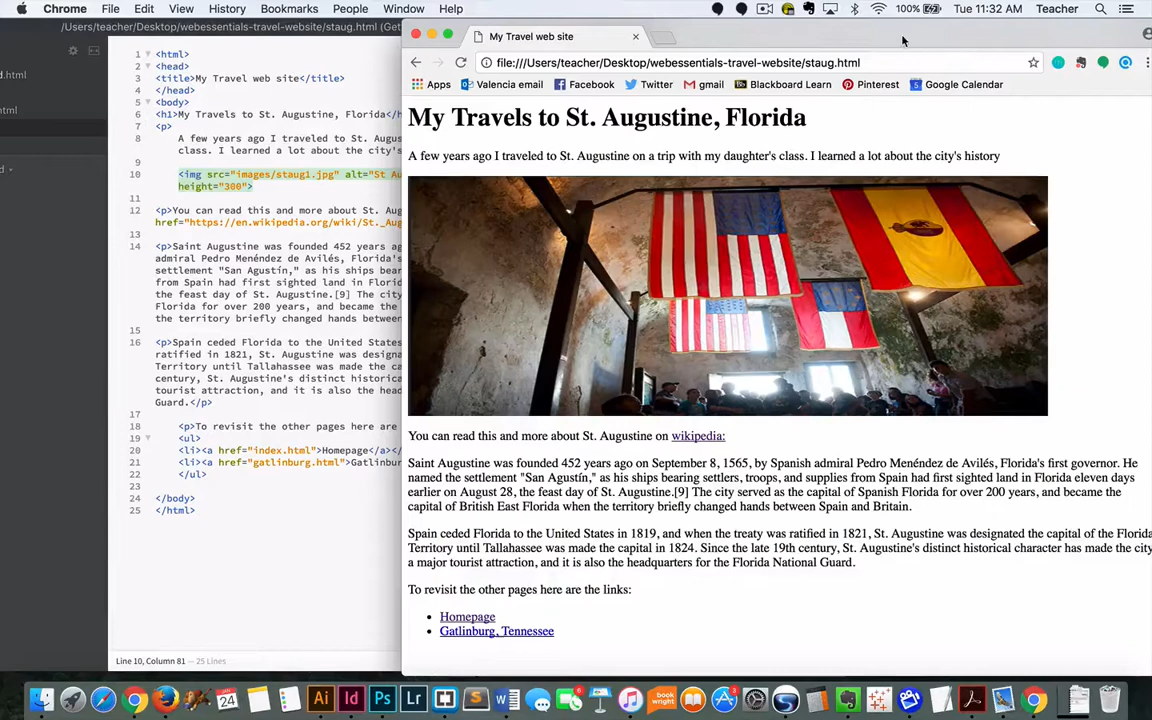 Chrome File Edit View History Bookmarks People Window Help 100% Tue 11:32 AM Teacher
/Users/teacher/Desktop/webessentials-travel-website/staug.html (Get
d.html
html
1 <html>
2 <head>
3 <title>My Travel web site</title>
4 </head>
5 <body>
6 <h1>My Travels to St. Augustine, Florida</h
7 <p>
8 A few years ago I traveled to St. Augus
class. I learned a lot about the city's
9
10 <img src="images/staug1.jpg" alt="St Au
height="300">
11
12 <p>You can read this and more about St. Aug
href="https://en.wikipedia.org/wiki/St._Aug
13
14 <p>Saint Augustine was founded 452 years ag
admiral Pedro Menéndez de Avilés, Florida's
settlement "San Agustín," as his ships bear
from Spain had first sighted land in Florid
the feast day of St. Augustine.[9] The city
Florida for over 200 years, and became the
the territory briefly changed hands between
15
16 <p>Spain ceded Florida to the United States
ratified in 1821, St. Augustine was designa
Territory until Tallahassee was made the ca
century, St. Augustine's distinct historica
tourist attraction, and it is also the head
Guard.</p>
17
18 <p>To revisit the other pages here are
19 <ul>
20 <li><a href="index.html">Homepage</a></
21 <li><a href="gatlinburg.html">Gatlinbur
22 </ul>
23
24 </body>
25 </html>
Line 10, Column 81 — 25 Lines
My Travel web site
file:///Users/teacher/Desktop/webessentials-travel-website/staug.html
Apps Valencia email Facebook Twitter gmail Blackboard Learn Pinterest Google Calendar
My Travels to St. Augustine, Florida
A few years ago I traveled to St. Augustine on a trip with my daughter's class. I learned a lot about the city's history
You can read this and more about St. Augustine on wikipedia:
Saint Augustine was founded 452 years ago on September 8, 1565, by Spanish admiral Pedro Menéndez de Avilés, Florida's first governor. He
named the settlement "San Agustín," as his ships bearing settlers, troops, and supplies from Spain had first sighted land in Florida eleven days
earlier on August 28, the feast day of St. Augustine.[9] The city served as the capital of Spanish Florida for over 200 years, and became the
capital of British East Florida when the territory briefly changed hands between Spain and Britain.
Spain ceded Florida to the United States in 1819, and when the treaty was ratified in 1821, St. Augustine was designated the capital of the Florida
Territory until Tallahassee was made the capital in 1824. Since the late 19th century, St. Augustine's distinct historical character has made the city
a major tourist attraction, and it is also the headquarters for the Florida National Guard.
To revisit the other pages here are the links:
• Homepage
• Gatlinburg, Tennessee
24 Ai Id Ps Lr S W book wright 3